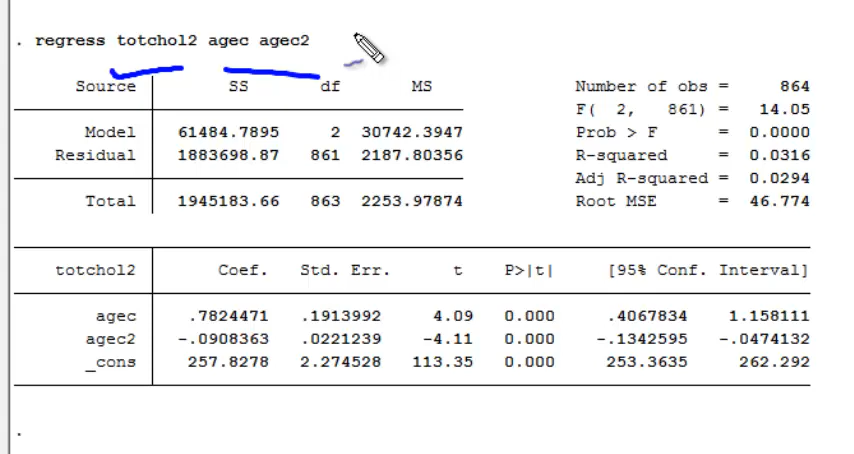 . regress totchol2 agec agec2
Source SS df MS Number of obs = 864
F( 2, 861) = 14.05
Model 61484.7895 2 30742.3947 Prob > F = 0.0000
Residual 1883698.87 861 2187.80356 R-squared = 0.0316
Adj R-squared = 0.0294
Total 1945183.66 863 2253.97874 Root MSE = 46.774
totchol2 Coef. Std. Err. t P>|t| [95% Conf. Interval]
agec .7824471 .1913992 4.09 0.000 .4067834 1.158111
agec2 -.0908363 .0221239 -4.11 0.000 -.1342595 -.0474132
_cons 257.8278 2.274528 113.35 0.000 253.3635 262.292
.